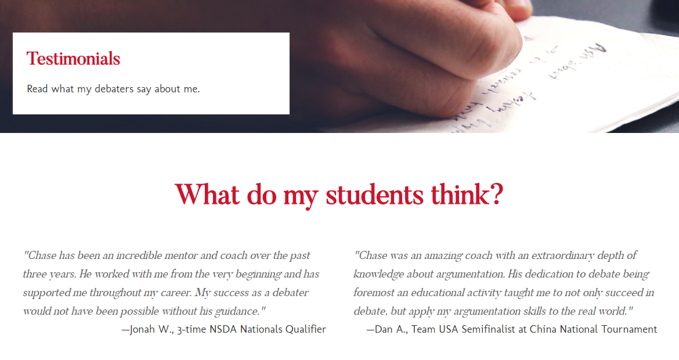 Testimonials
Read what my debaters say about me.
What do my students think?
"Chase has been an incredible mentor and coach over the past
three years. He worked with me from the very beginning and has
supported me throughout my career. My success as a debater
would not have been possible without his guidance."
—Jonah W., 3-time NSDA Nationals Qualifier
"Chase was an amazing coach with an extraordinary depth of
knowledge about argumentation. His dedication to debate being
foremost an educational activity taught me to not only succeed in
debate, but apply my argumentation skills to the real world."
—Dan A., Team USA Semifinalist at China National Tournament